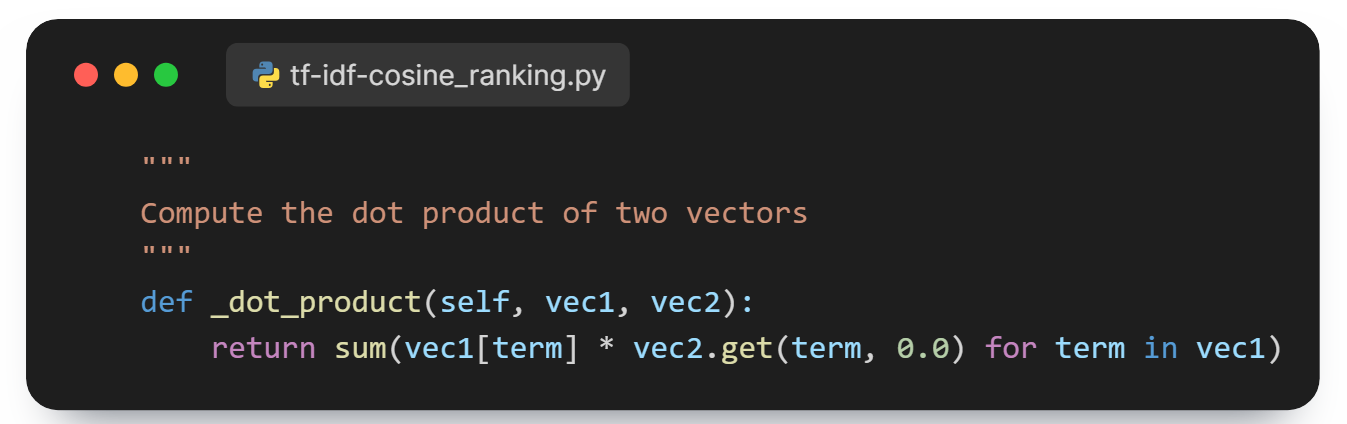 tf-idf-cosine_ranking.py
"""
Compute the dot product of two vectors
"""
def _dot_product(self, vec1, vec2):
    return sum(vec1[term] * vec2.get(term, 0.0) for term in vec1)